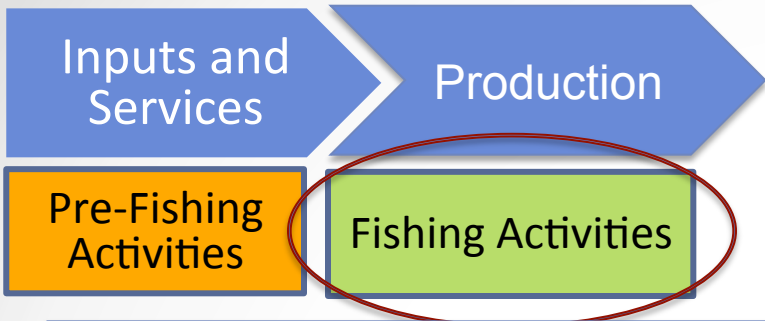 Inputs and
Services
Production
Pre-Fishing
Activities
Fishing Activities